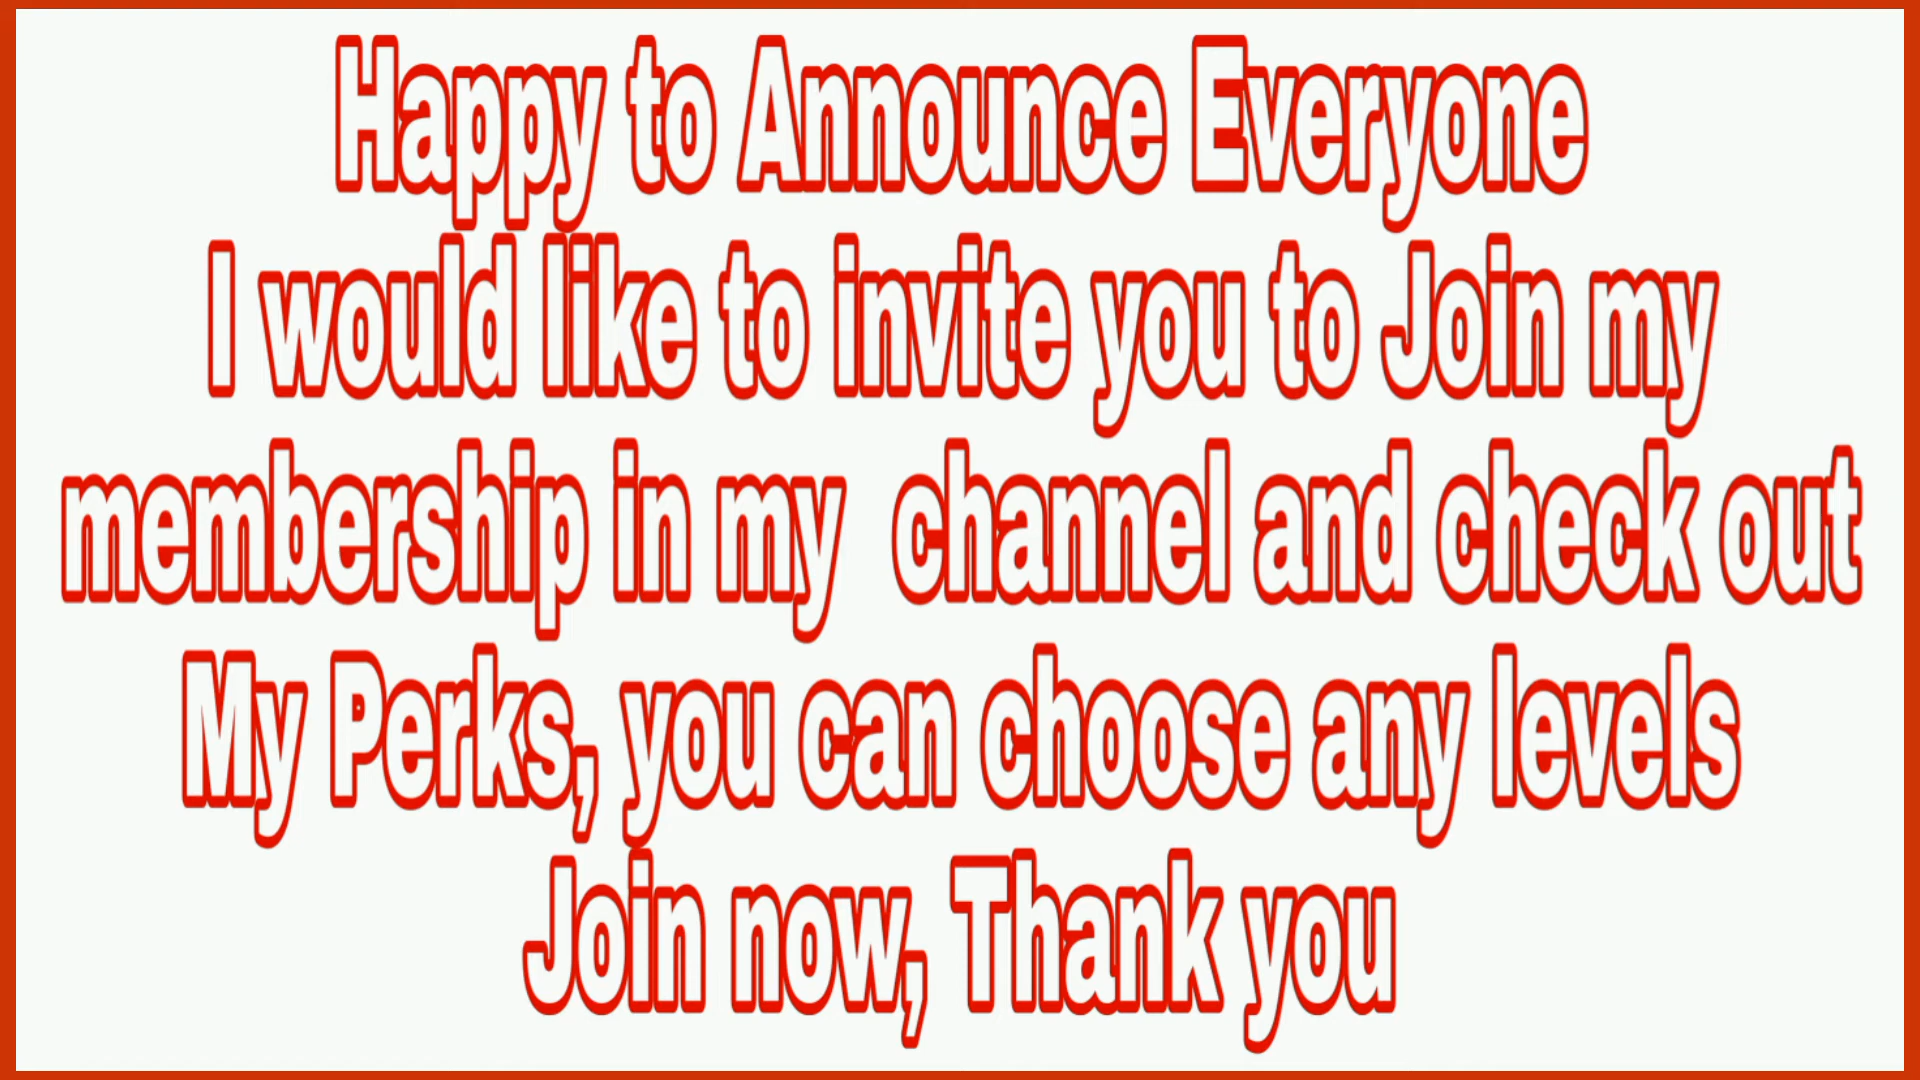 Happy to Announce Everyone
I would like to invite you to Join my
membership in my  channel and check out
My Perks, you can choose any levels
Join now, Thank you